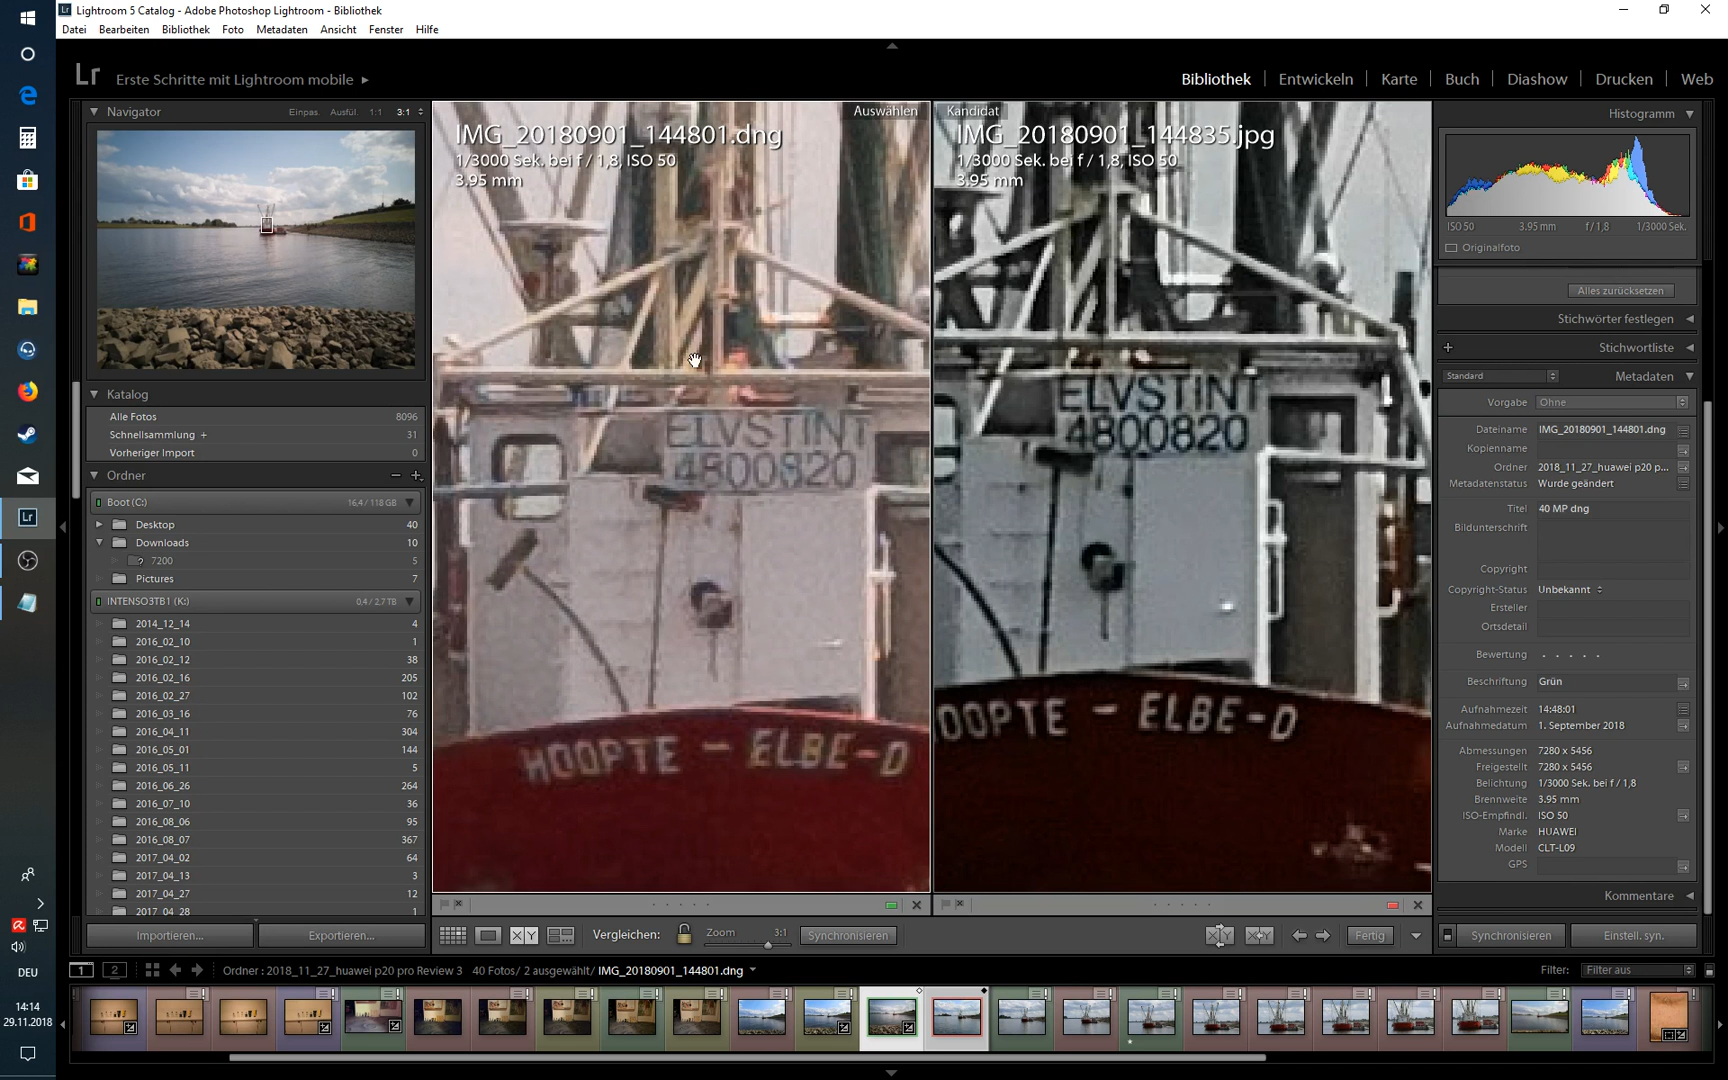 Lightroom 5 Catalog - Adobe Photoshop Lightroom - Bibliothek
Datei Bearbeiten Bibliothek Foto Metadaten Ansicht Fenster Hilfe
Lr Erste Schritte mit Lightroom mobile
Bibliothek Entwickeln Karte Buch Diashow Drucken Web
Navigator Einpas. Ausfül. 1:1 3:1
Katalog
Alle Fotos 8096
Schnellsammlung + 31
Vorheriger Import 0
Ordner
Boot (C:) 16,4 / 118 GB
Desktop 40
Downloads 10
7200 5
Pictures 7
INTENSO3TB1 (K:) 0,4 / 2,7 TB
2014_12_14 4
2016_02_10 1
2016_02_12 38
2016_02_16 205
2016_02_27 102
2016_03_16 76
2016_04_11 304
2016_05_01 144
2016_05_11 5
2016_06_26 264
2016_07_10 36
2016_08_06 95
2016_08_07 367
2017_04_02 64
2017_04_13 3
2017_04_27 12
2017_04_28 1
Importieren... Exportieren...
Auswählen
IMG_20180901_144801.dng
1/3000 Sek. bei f / 1,8, ISO 50
3.95 mm
ELVSTINT
4800820
HOOPTE - ELBE-D
Kandidat
IMG_20180901_144835.jpg
1/3000 Sek. bei f / 1,8, ISO 50
3.95 mm
ELVSTINT
4800820
OOPTE - ELBE-D
Vergleichen: Zoom 3:1 Synchronisieren
Fertig
Histogramm
ISO 50 3.95 mm f / 1,8 1/3000 Sek.
Originalfoto
Alles zurücksetzen
Stichwörter festlegen
Stichwortliste
Standard Metadaten
Vorgabe Ohne
Dateiname IMG_20180901_144801.dng
Kopienname
Ordner 2018_11_27_huawei p20 p...
Metadatenstatus Wurde geändert
Titel 40 MP dng
Bildunterschrift
Copyright
Copyright-Status Unbekannt
Ersteller
Ortsdetail
Bewertung
Beschriftung Grün
Aufnahmezeit 14:48:01
Aufnahmedatum 1. September 2018
Abmessungen 7280 x 5456
Freigestellt 7280 x 5456
Belichtung 1/3000 Sek. bei f / 1,8
Brennweite 3.95 mm
ISO-Empfindl. ISO 50
Marke HUAWEI
Modell CLT-L09
GPS
Kommentare
Synchronisieren Einstell. syn.
1 2 Ordner : 2018_11_27_huawei p20 pro Review 3 40 Fotos/ 2 ausgewählt/ IMG_20180901_144801.dng
Filter: Filter aus
DEU
14:14
29.11.2018